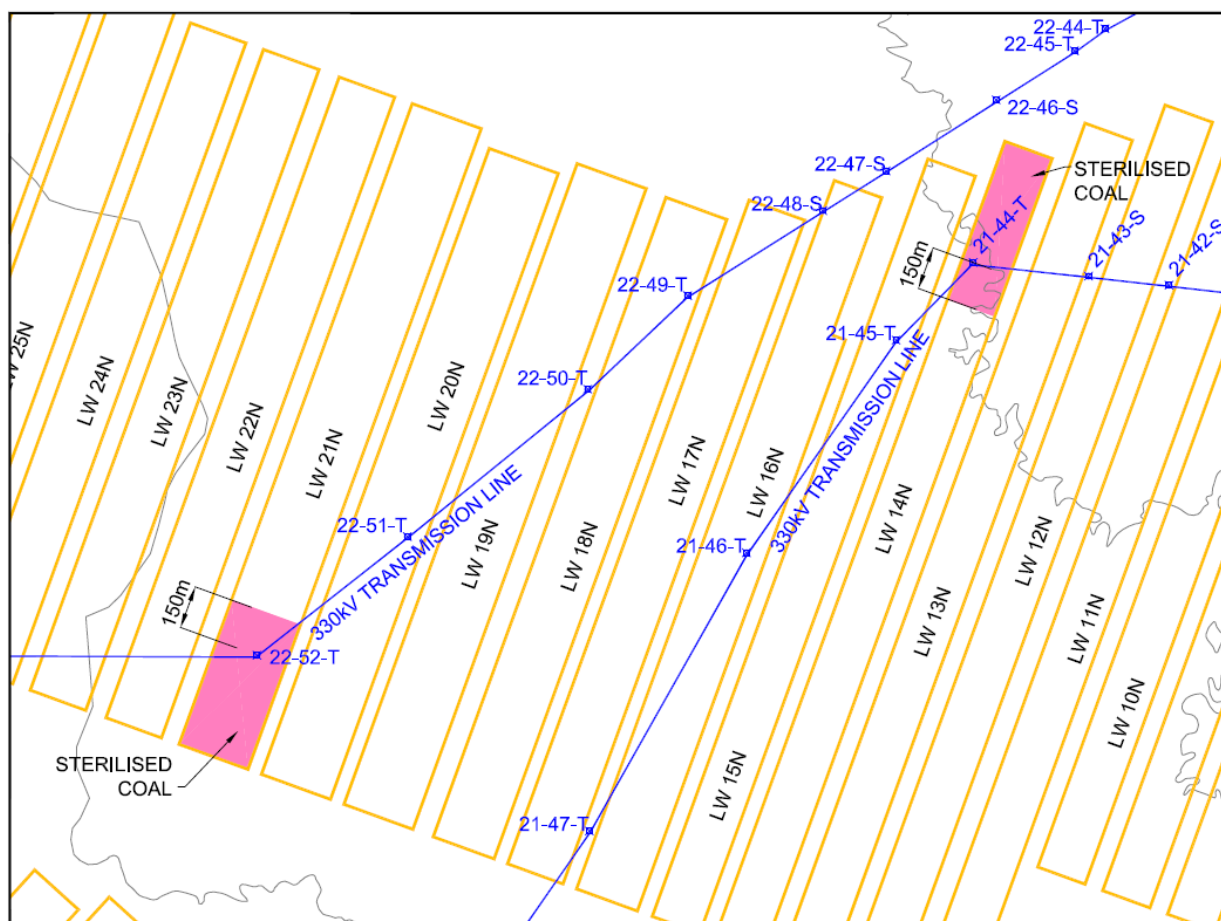 22-44-T
22-45-T
22-46-S
22-47-S
STERILISED
COAL
22-48-S
21-44-T
21-43-S
21-42-S
150m
22-49-T
21-45-T
LW 25N
LW 24N
LW 23N
LW 22N
LW 21N
LW 20N
22-50-T
330kV TRANSMISSION LINE
LW 17N
LW 16N
LW 14N
22-51-T
LW 19N
LW 18N
21-46-T
LW 13N
LW 12N
LW 11N
LW 10N
150m
330kV TRANSMISSION LINE
22-52-T
STERILISED
COAL
LW 15N
21-47-T